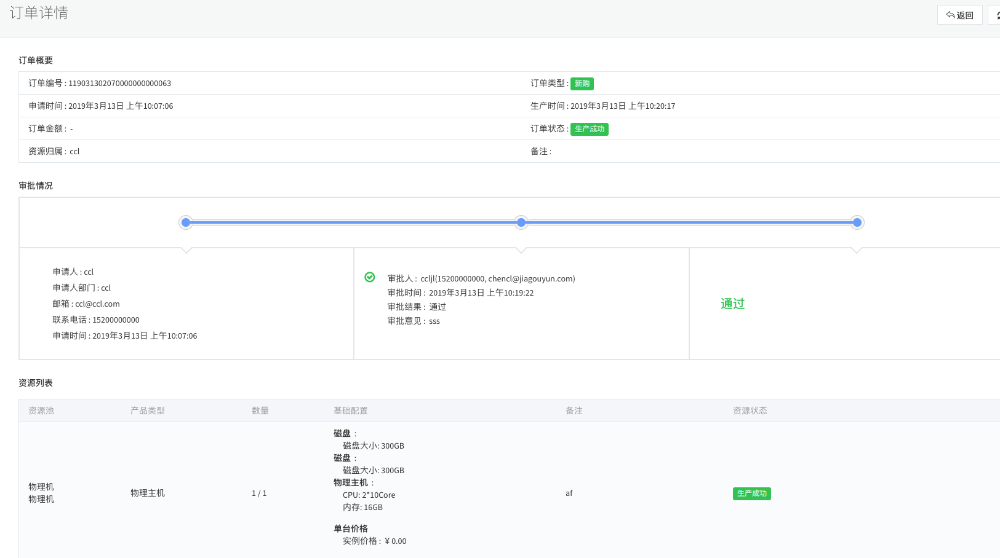 订单详情
返回
订单概要
订单编号 : 119031302070000000000063
订单类型 : 新购
申请时间 : 2019年3月13日 上午10:07:06
生产时间 : 2019年3月13日 上午10:20:17
订单金额 : -
订单状态 : 生产成功
资源归属 : ccl
备注 :
审批情况
申请人 : ccl
申请人部门 : ccl
邮箱 : ccl@ccl.com
联系电话 : 15200000000
申请时间 : 2019年3月13日 上午10:07:06
审批人 : ccljl(15200000000, chencl@jiagouyun.com)
审批时间 : 2019年3月13日 上午10:19:22
审批结果 : 通过
审批意见 : sss
通过
资源列表
资源池 产品类型 数量 基础配置 备注 资源状态
物理机
物理机
物理主机
1 / 1
磁盘 :
磁盘大小: 300GB
磁盘 :
磁盘大小: 300GB
物理主机 :
CPU: 2*10Core
内存: 16GB
单台价格
实例价格 : ￥0.00
af
生产成功